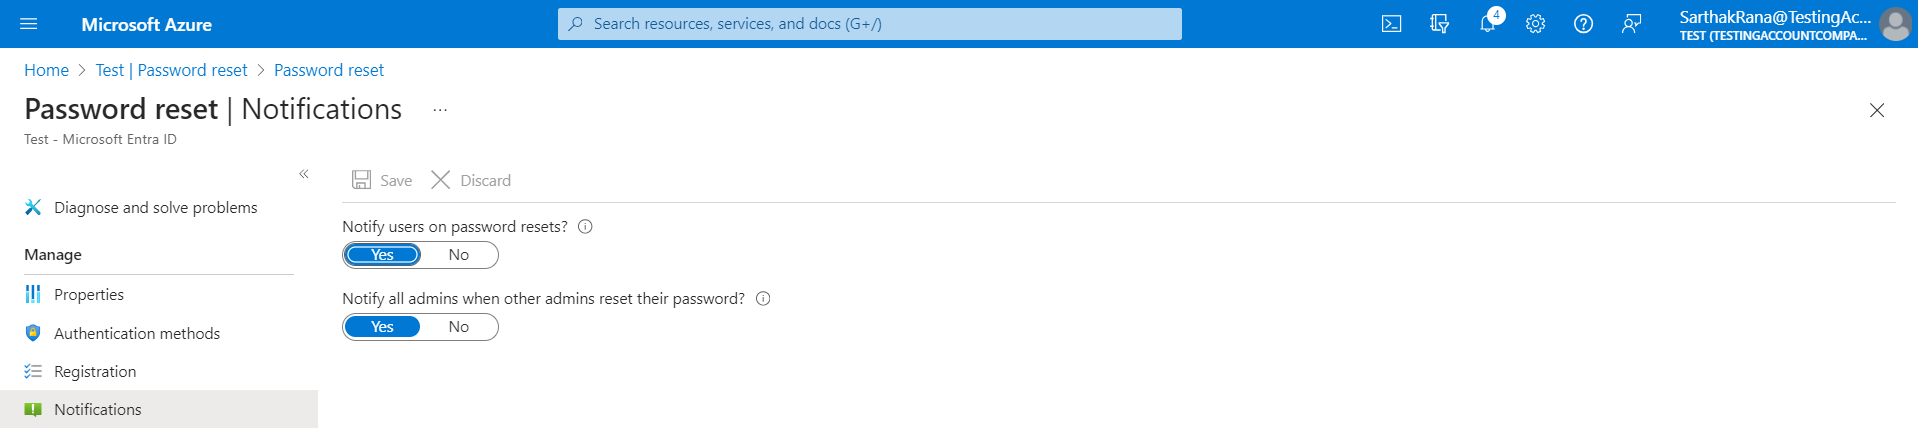 Microsoft Azure
Search resources, services, and docs (G+/)
4
SarthakRana@TestingAc...
TEST (TESTINGACCOUNTCOMPA...
Home > Test | Password reset > Password reset
Password reset | Notifications ...
Test - Microsoft Entra ID
Diagnose and solve problems
Manage
Properties
Authentication methods
Registration
Notifications
Save Discard
Notify users on password resets?
Yes No
Notify all admins when other admins reset their password?
Yes No